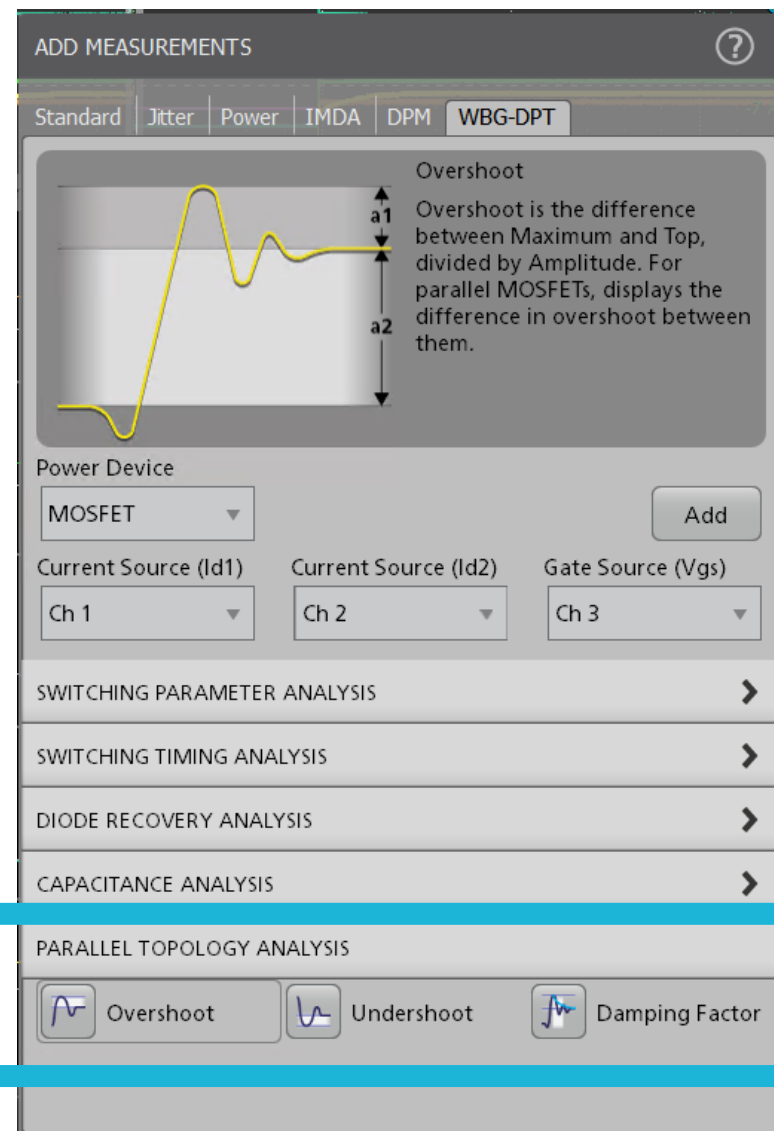 ADD MEASUREMENTS
?
Standard Jitter Power IMDA DPM WBG-DPT
Overshoot
Overshoot is the difference
between Maximum and Top,
divided by Amplitude. For
parallel MOSFETs, displays the
difference in overshoot between
them.
a1
a2
Power Device
MOSFET
Add
Current Source (Id1) Current Source (Id2) Gate Source (Vgs)
Ch 1 Ch 2 Ch 3
SWITCHING PARAMETER ANALYSIS
SWITCHING TIMING ANALYSIS
DIODE RECOVERY ANALYSIS
CAPACITANCE ANALYSIS
PARALLEL TOPOLOGY ANALYSIS
Overshoot Undershoot Damping Factor